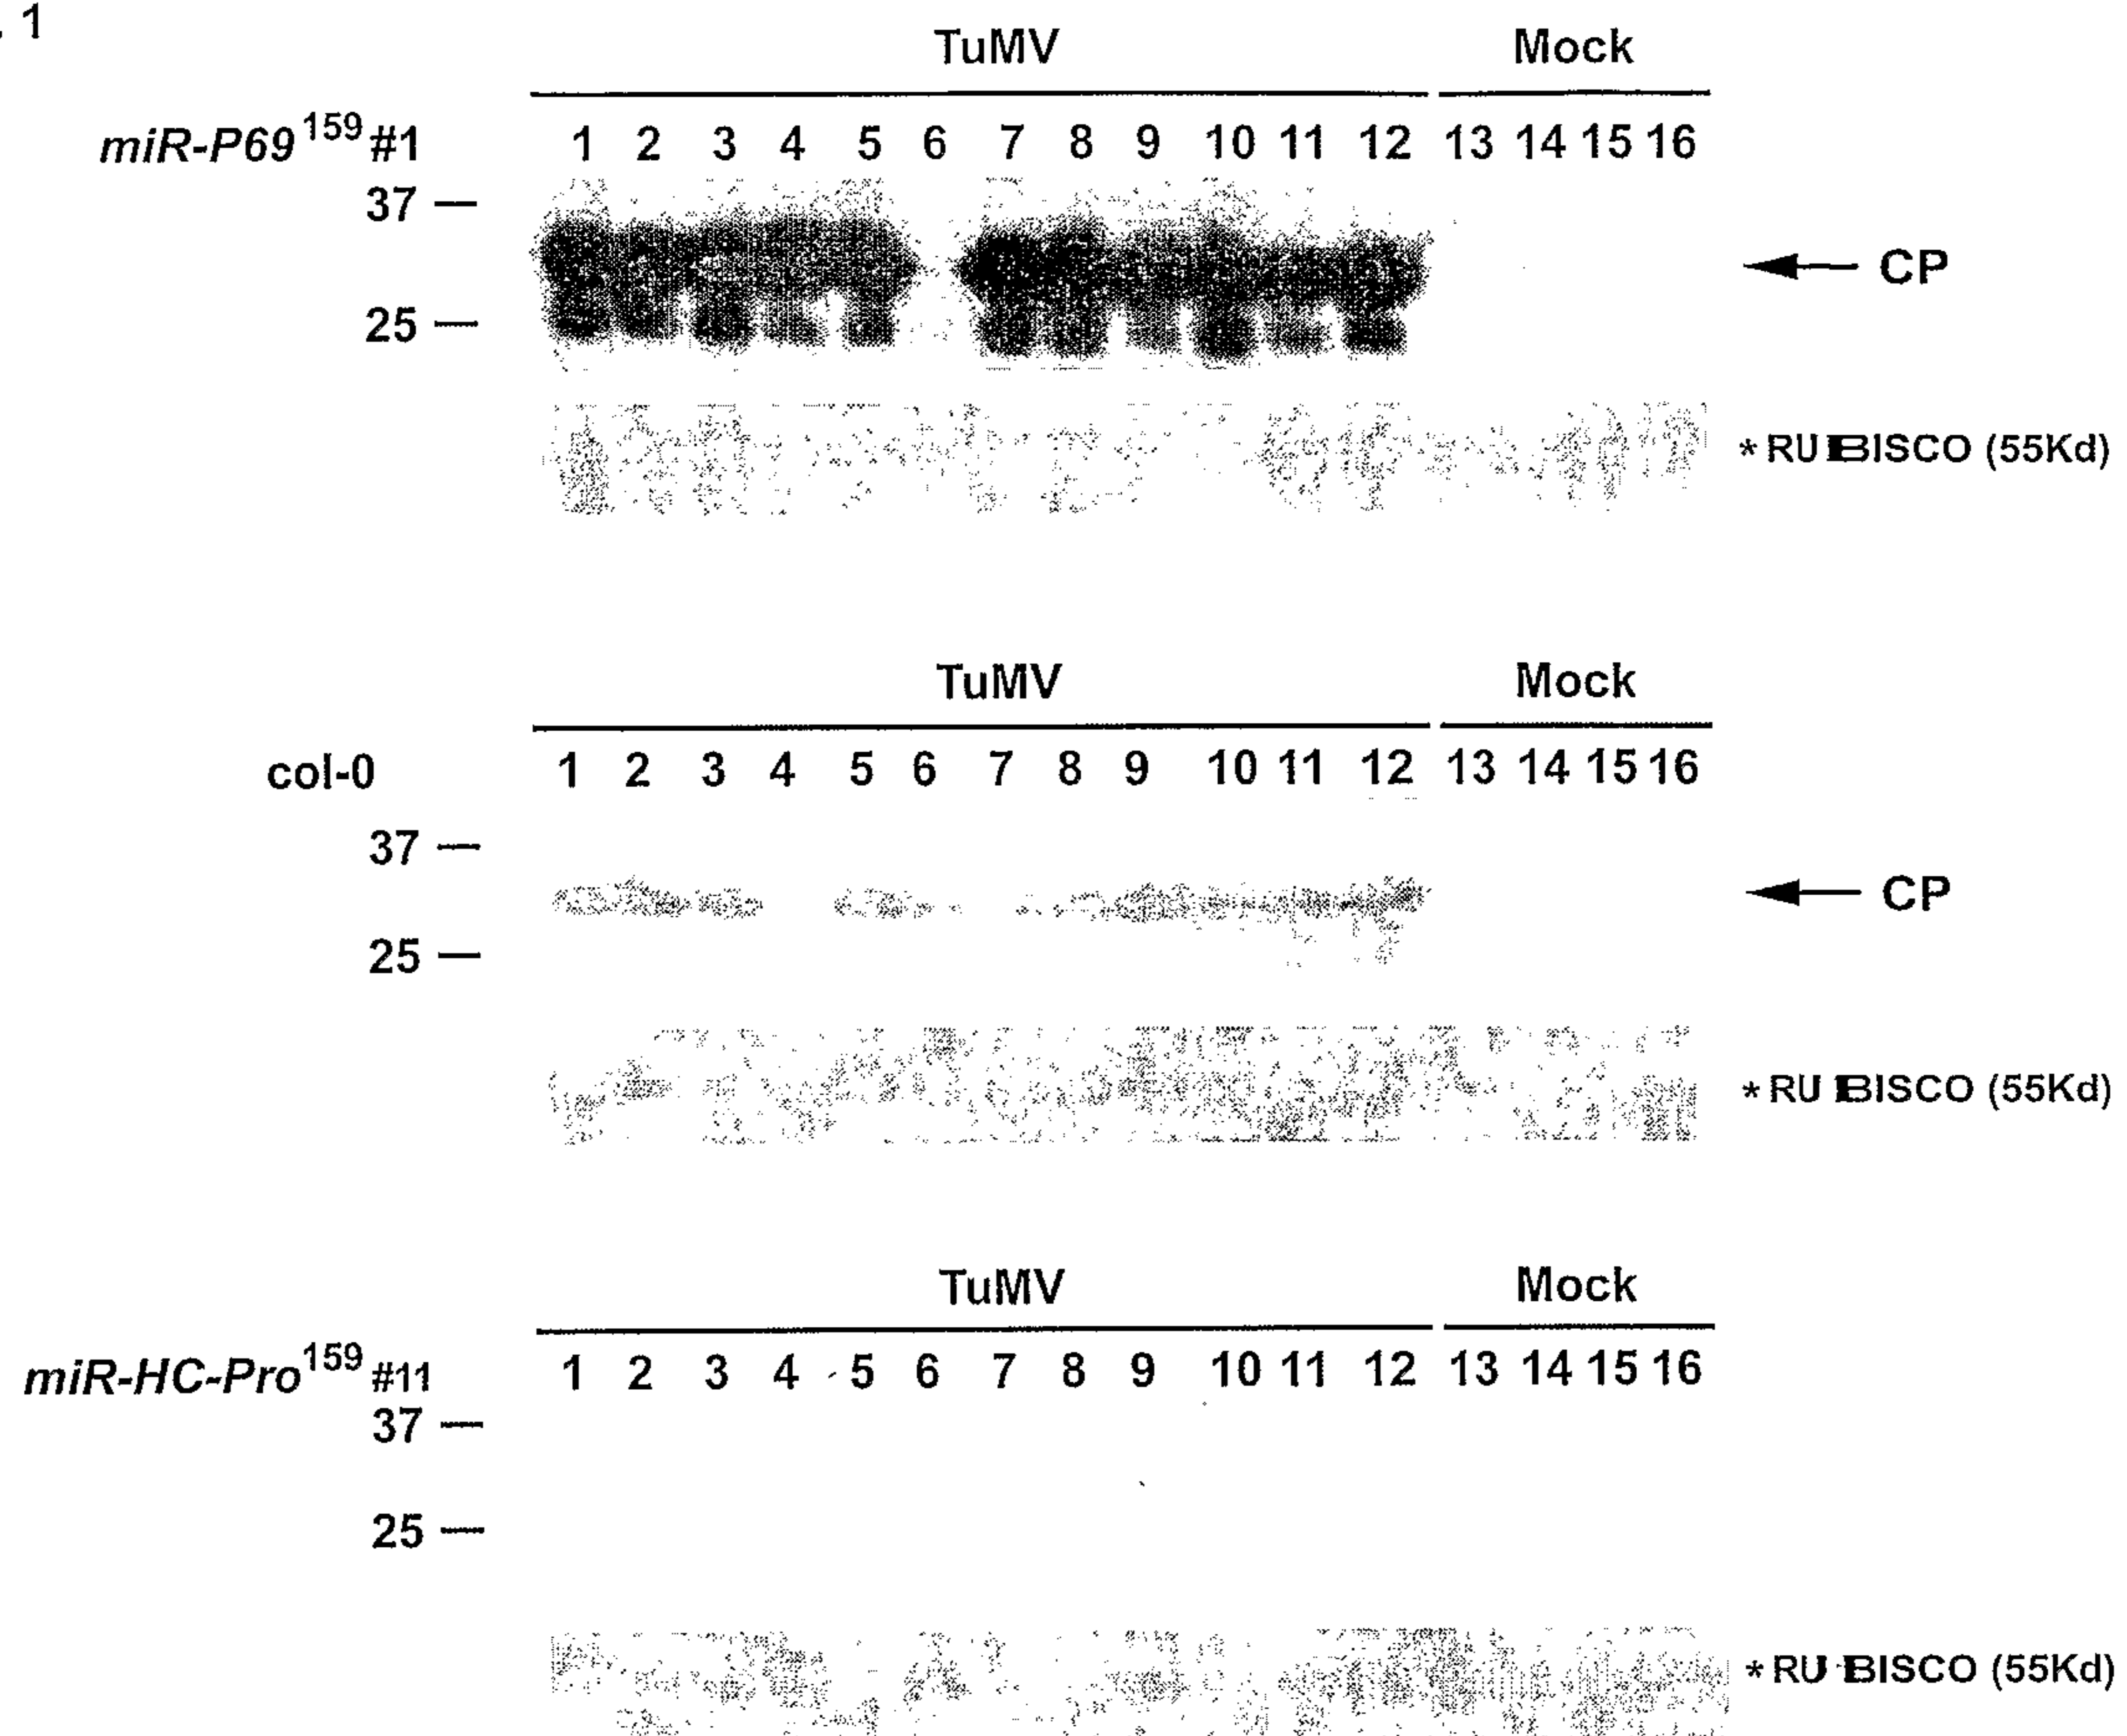 . 1
TuMV Mock
miR-P69 159 #1 1 2 3 4 5 6 7 8 9 10 11 12 13 14 15 16
37
CP
25
* RUBISCO (55Kd)
TuMV Mock
col-0 1 2 3 4 5 6 7 8 9 10 11 12 13 14 15 16
37
CP
25
* RUBISCO (55Kd)
TuMV Mock
miR-HC-Pro 159 #11 1 2 3 4 5 6 7 8 9 10 11 12 13 14 15 16
37
25
* RUBISCO (55Kd)